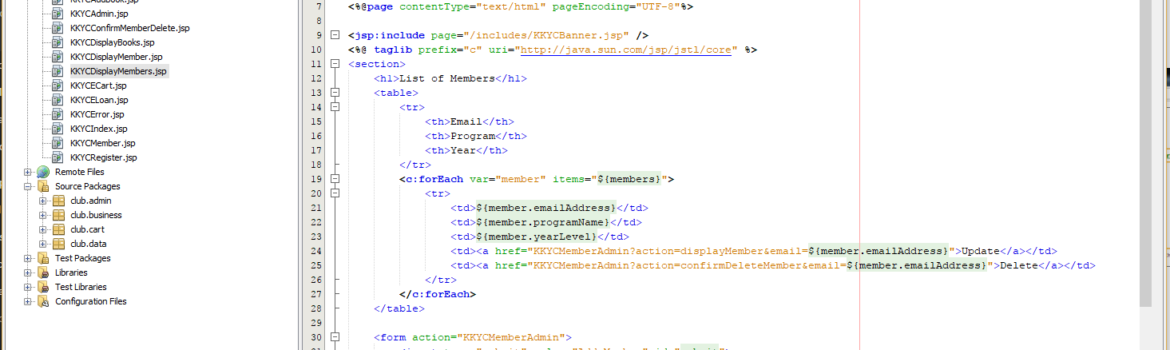 KKYCAdmin.jsp
KKYCConfirmMemberDelete.jsp
KKYCDisplayBooks.jsp
KKYCDisplayMember.jsp
KKYCDisplayMembers.jsp
KKYCECart.jsp
KKYCELoan.jsp
KKYCError.jsp
KKYCIndex.jsp
KKYCMember.jsp
KKYCRegister.jsp
Remote Files
Source Packages
club.admin
club.business
club.cart
club.data
Test Packages
Libraries
Test Libraries
Configuration Files
7 <%@page contentType="text/html" pageEncoding="UTF-8"%>
8
9 <jsp:include page="/includes/KKYCBanner.jsp" />
10 <%@ taglib prefix="c" uri="http://java.sun.com/jsp/jstl/core" %>
11 <section>
12 <h1>List of Members</h1>
13 <table>
14 <tr>
15 <th>Email</th>
16 <th>Program</th>
17 <th>Year</th>
18 </tr>
19 <c:forEach var="member" items="${members}">
20 <tr>
21 <td>${member.emailAddress}</td>
22 <td>${member.programName}</td>
23 <td>${member.yearLevel}</td>
24 <td><a href="KKYCMemberAdmin?action=displayMember&email=${member.emailAddress}">Update</a></td>
25 <td><a href="KKYCMemberAdmin?action=confirmDeleteMember&email=${member.emailAddress}">Delete</a></td>
26 </tr>
27 </c:forEach>
28 </table>
29
30 <form action="KKYCMemberAdmin">